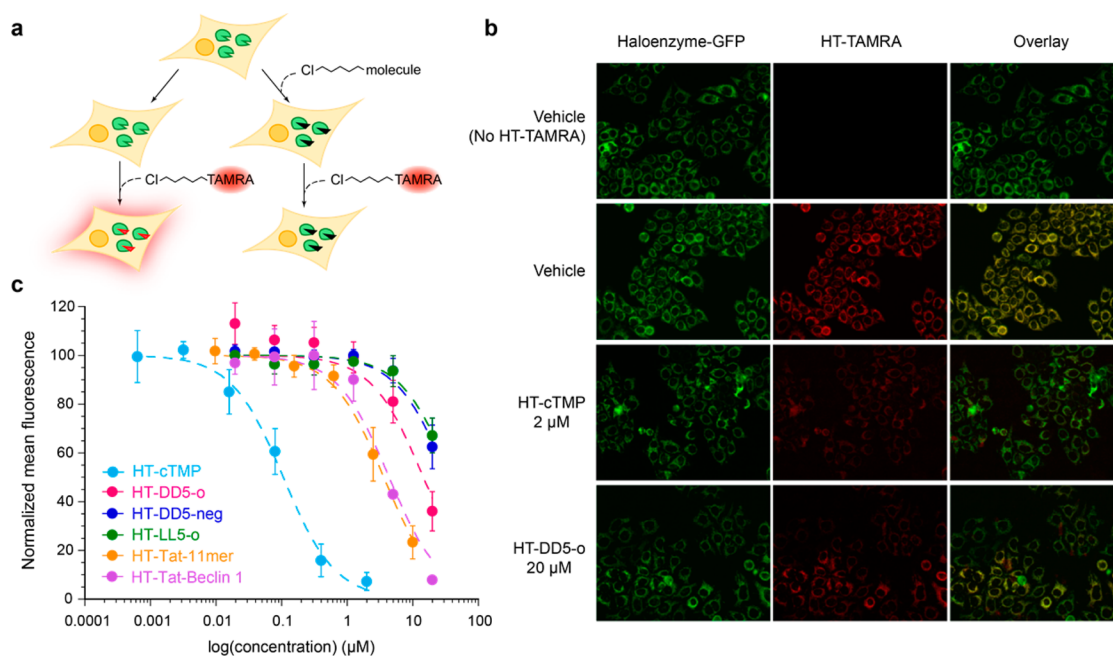 a
Cl
molecule
Cl
TAMRA
Cl
TAMRA
b
Haloenzyme-GFP
HT-TAMRA
Overlay
Vehicle
(No HT-TAMRA)
Vehicle
HT-cTMP
2 µM
HT-DD5-o
20 µM
c
Normalized mean fluorescence
120
100
80
60
40
20
0
HT-cTMP
HT-DD5-o
HT-DD5-neg
HT-LL5-o
HT-Tat-11mer
HT-Tat-Beclin 1
0.0001
0.001
0.01
0.1
1
10
100
log(concentration) (µM)